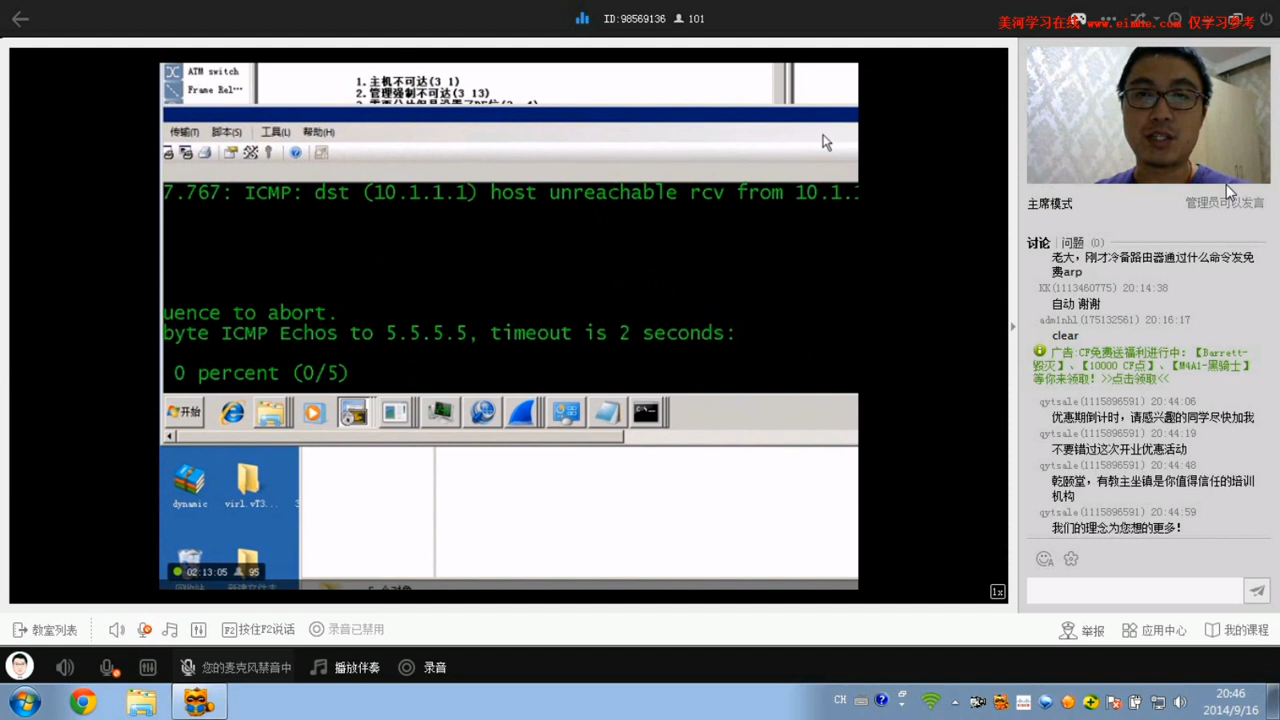 ID:98569136 101
美河学习在线 www.eimhe.com 仅学习参考
ATM switch
Frame Rel…
1.主机不可达(3 1)
2.管理强制不可达(3 13)
传输(T) 脚本(S) 工具(L) 帮助(H)
7.767: ICMP: dst (10.1.1.1) host unreachable rcv from 10.1.1
uence to abort.
byte ICMP Echos to 5.5.5.5, timeout is 2 seconds:
0 percent (0/5)
开始
dynamic
virl.vT3...
02:13:05 95
1x
主席模式
管理员可以发言
讨论 问题 (0)
老大，刚才冷备路由器通过什么命令发免
费arp
KK(1113460775) 20:14:38
自动 谢谢
adminhl(175132561) 20:16:17
clear
广告:CF免费送福利进行中：【Barrett-
毁灭】、【10000 CF点】、【M4A1-黑骑士】
等你来领取! >>点击领取<<
qytsale(1115896591) 20:44:06
优惠期倒计时，请感兴趣的同学尽快加我
qytsale(1115896591) 20:44:19
不要错过这次开业优惠活动
qytsale(1115896591) 20:44:48
乾颐堂，有教主坐镇是你值得信任的培训
机构
qytsale(1115896591) 20:44:59
我们的理念为您想的更多！
教室列表
F2 按住F2说话
录音已禁用
举报
应用中心
我的课程
您的麦克风禁音中
播放伴奏
录音
CH
20:46
2014/9/16